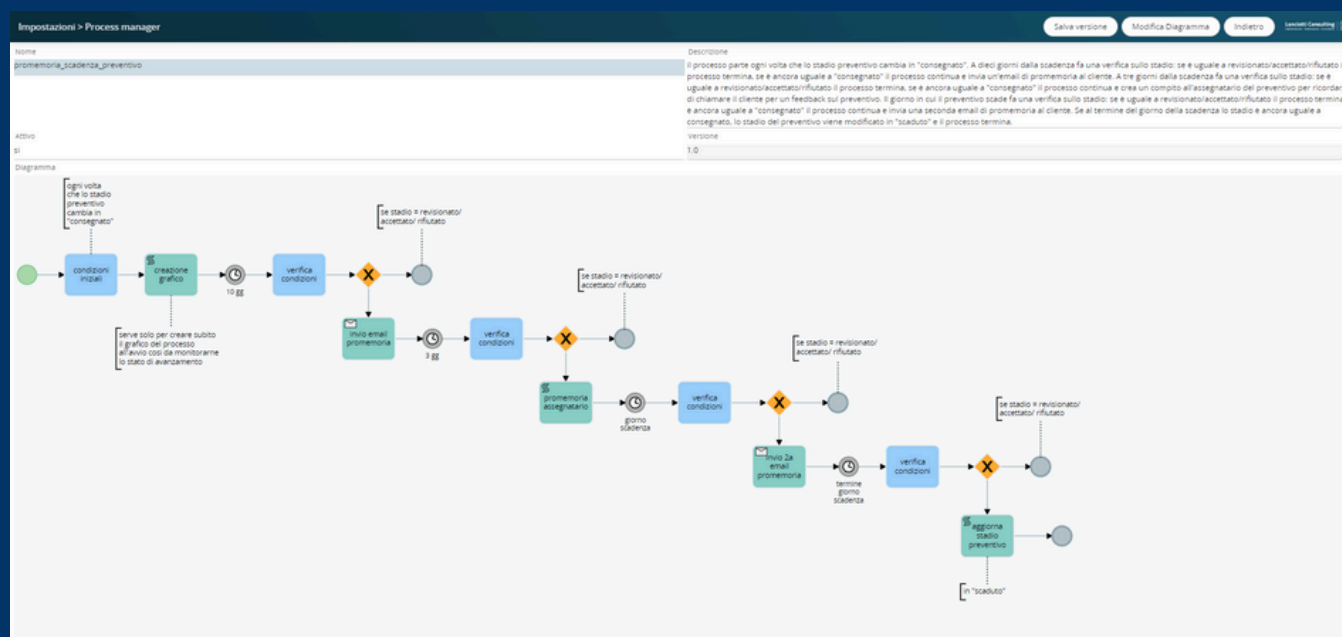 Impostazioni > Process manager
Salva versione
Modifica Diagramma
Indietro
Lanciotti Consulting
Nome
promemoria_scadenza_preventivo
Descrizione
Il processo parte ogni volta che lo stadio preventivo cambia in "consegnato". A dieci giorni dalla scadenza fa una verifica sullo stadio: se è uguale a revisionato/accettato/rifiutato
processo termina, se è ancora uguale a "consegnato" il processo continua e invia un'email di promemoria al cliente. A tre giorni dalla scadenza fa una verifica sullo stadio: se è
uguale a revisionato/accettato/rifiutato il processo termina, se è ancora uguale a "consegnato" il processo continua e crea un compito all'assegnatario del preventivo per ricordar
di chiamare il cliente per un feedback sul preventivo. Il giorno in cui il preventivo scade fa una verifica sullo stadio: se è uguale a revisionato/accettato/rifiutato il processo termina
è ancora uguale a "consegnato" il processo continua e invia una seconda email di promemoria al cliente. Se al termine del giorno della scadenza lo stadio è ancora uguale a
consegnato, lo stadio del preventivo viene modificato in "scaduto" e il processo termina.
Attivo
si
Versione
1.0
Diagramma
ogni volta
che lo stadio
preventivo
cambia in
"consegnato"
se stadio = revisionato/
accettato/ rifiutato
condizioni
iniziali
creazione
grafico
10 gg
verifica
condizioni
X
se stadio = revisionato/
accettato/ rifiutato
serve solo per creare subito
il grafico del processo
all'avvio così da monitorarne
lo stato di avanzamento
invio email
promemoria
3 gg
verifica
condizioni
X
se stadio = revisionato/
accettato/ rifiutato
promemoria
assegnatario
giorno
scadenza
verifica
condizioni
X
se stadio = revisionato/
accettato/ rifiutato
invio 2a
email
promemoria
termine
giorno
scadenza
verifica
condizioni
X
aggiorna
stadio
preventivo
in "scaduto"